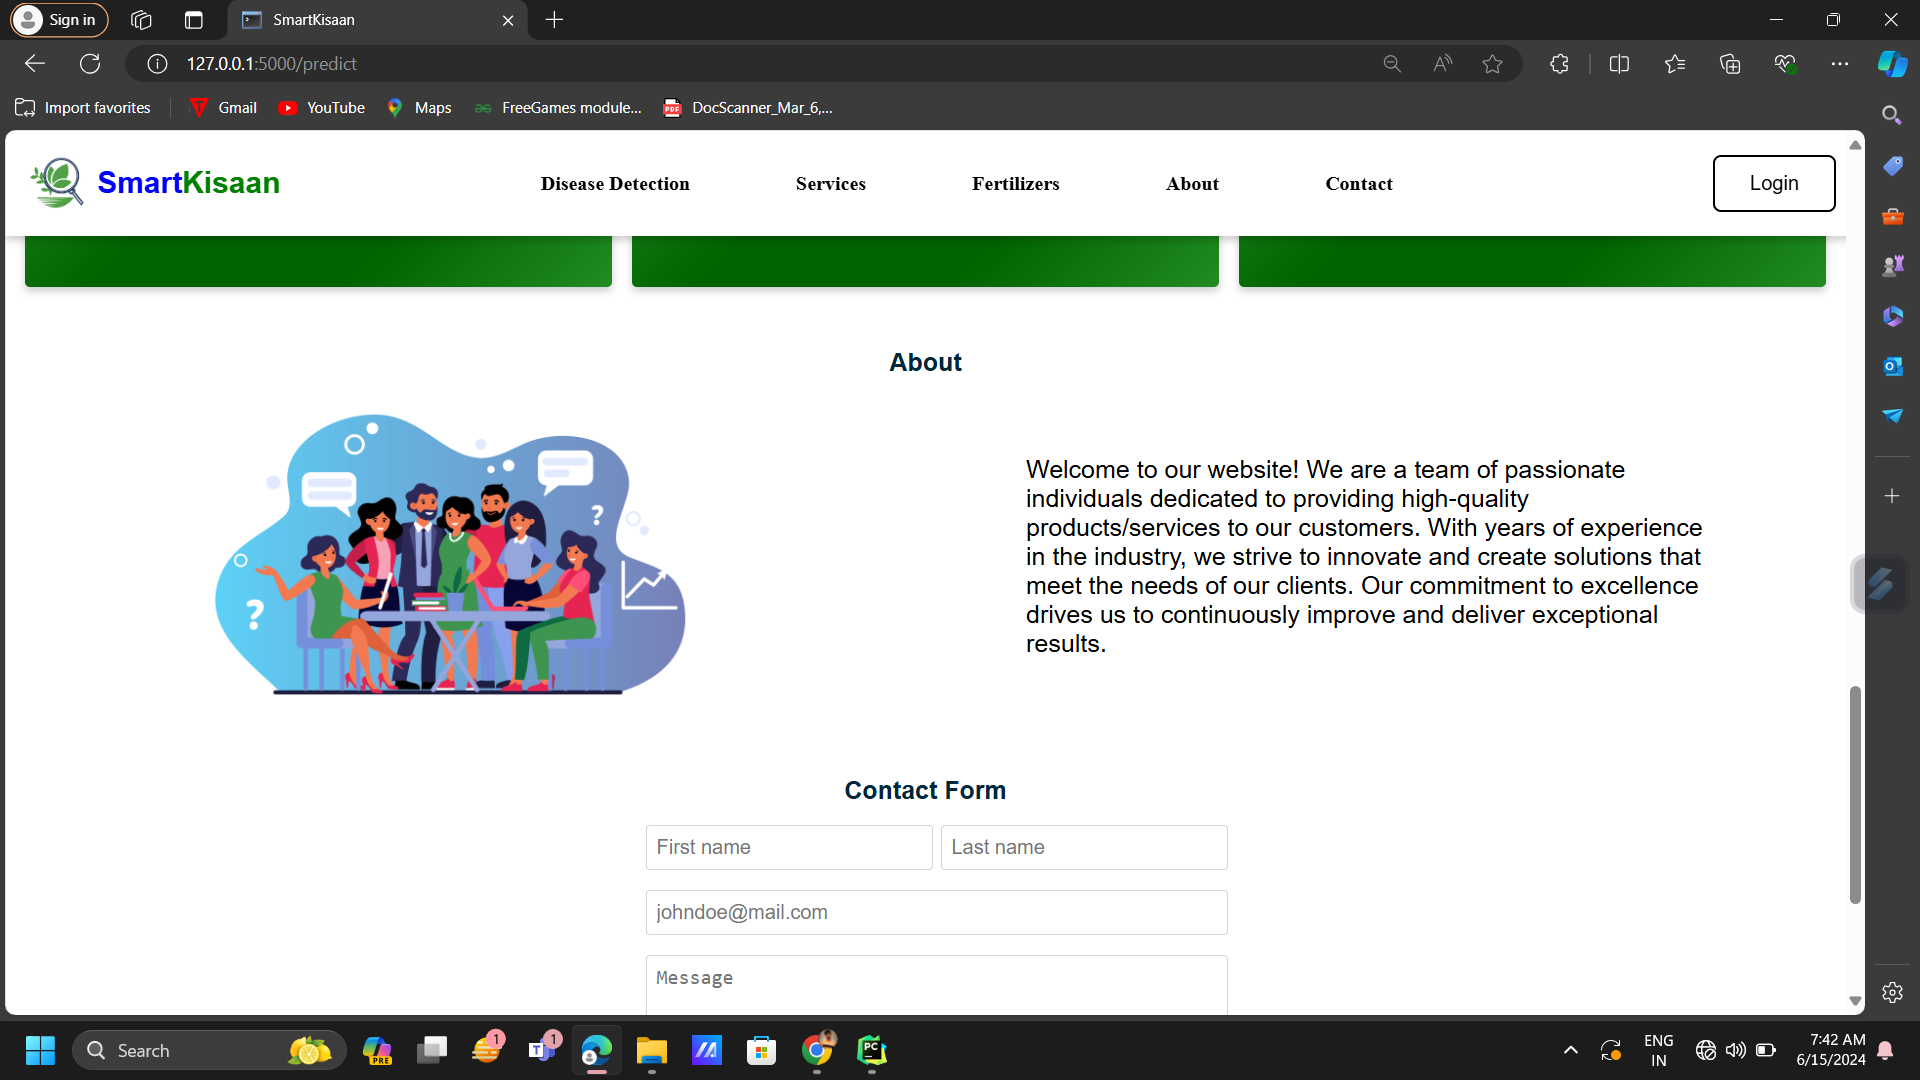 Sign in
SmartKisaan
127.0.0.1:5000/predict
Import favorites
Gmail
YouTube
Maps
FreeGames module...
DocScanner_Mar_6,...
SmartKisaan
Disease Detection
Services
Fertilizers
About
Contact
Login
About
Welcome to our website! We are a team of passionate
individuals dedicated to providing high-quality
products/services to our customers. With years of experience
in the industry, we strive to innovate and create solutions that
meet the needs of our clients. Our commitment to excellence
drives us to continuously improve and deliver exceptional
results.
Contact Form
First name
Last name
johndoe@mail.com
Message
Search
PRE
1
1
PC
ENG
IN
7:42 AM
6/15/2024